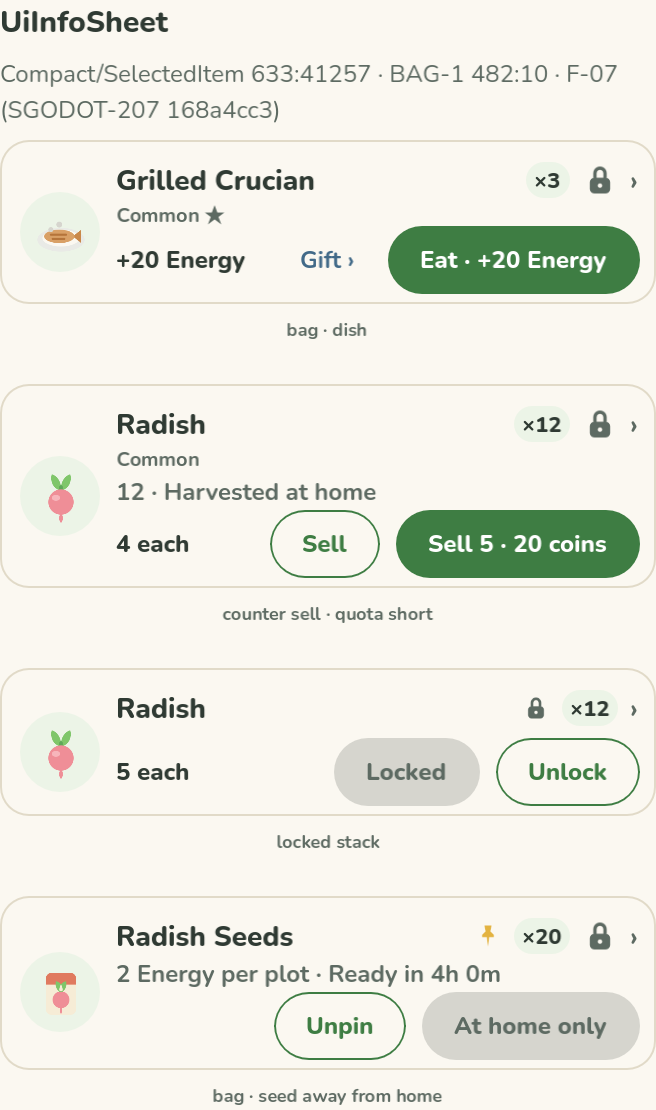 UiInfoSheet
Compact/SelectedItem 633:41257 · BAG-1 482:10 · F-07
(SGODOT-207 168a4cc3)
Grilled Crucian ×3 ›
Common ★
+20 Energy Gift › Eat · +20 Energy
bag · dish
Radish ×12 ›
Common
12 · Harvested at home
4 each Sell Sell 5 · 20 coins
counter sell · quota short
Radish ×12 ›
5 each Locked Unlock
locked stack
Radish Seeds ×20 ›
2 Energy per plot · Ready in 4h 0m
Unpin At home only
bag · seed away from home